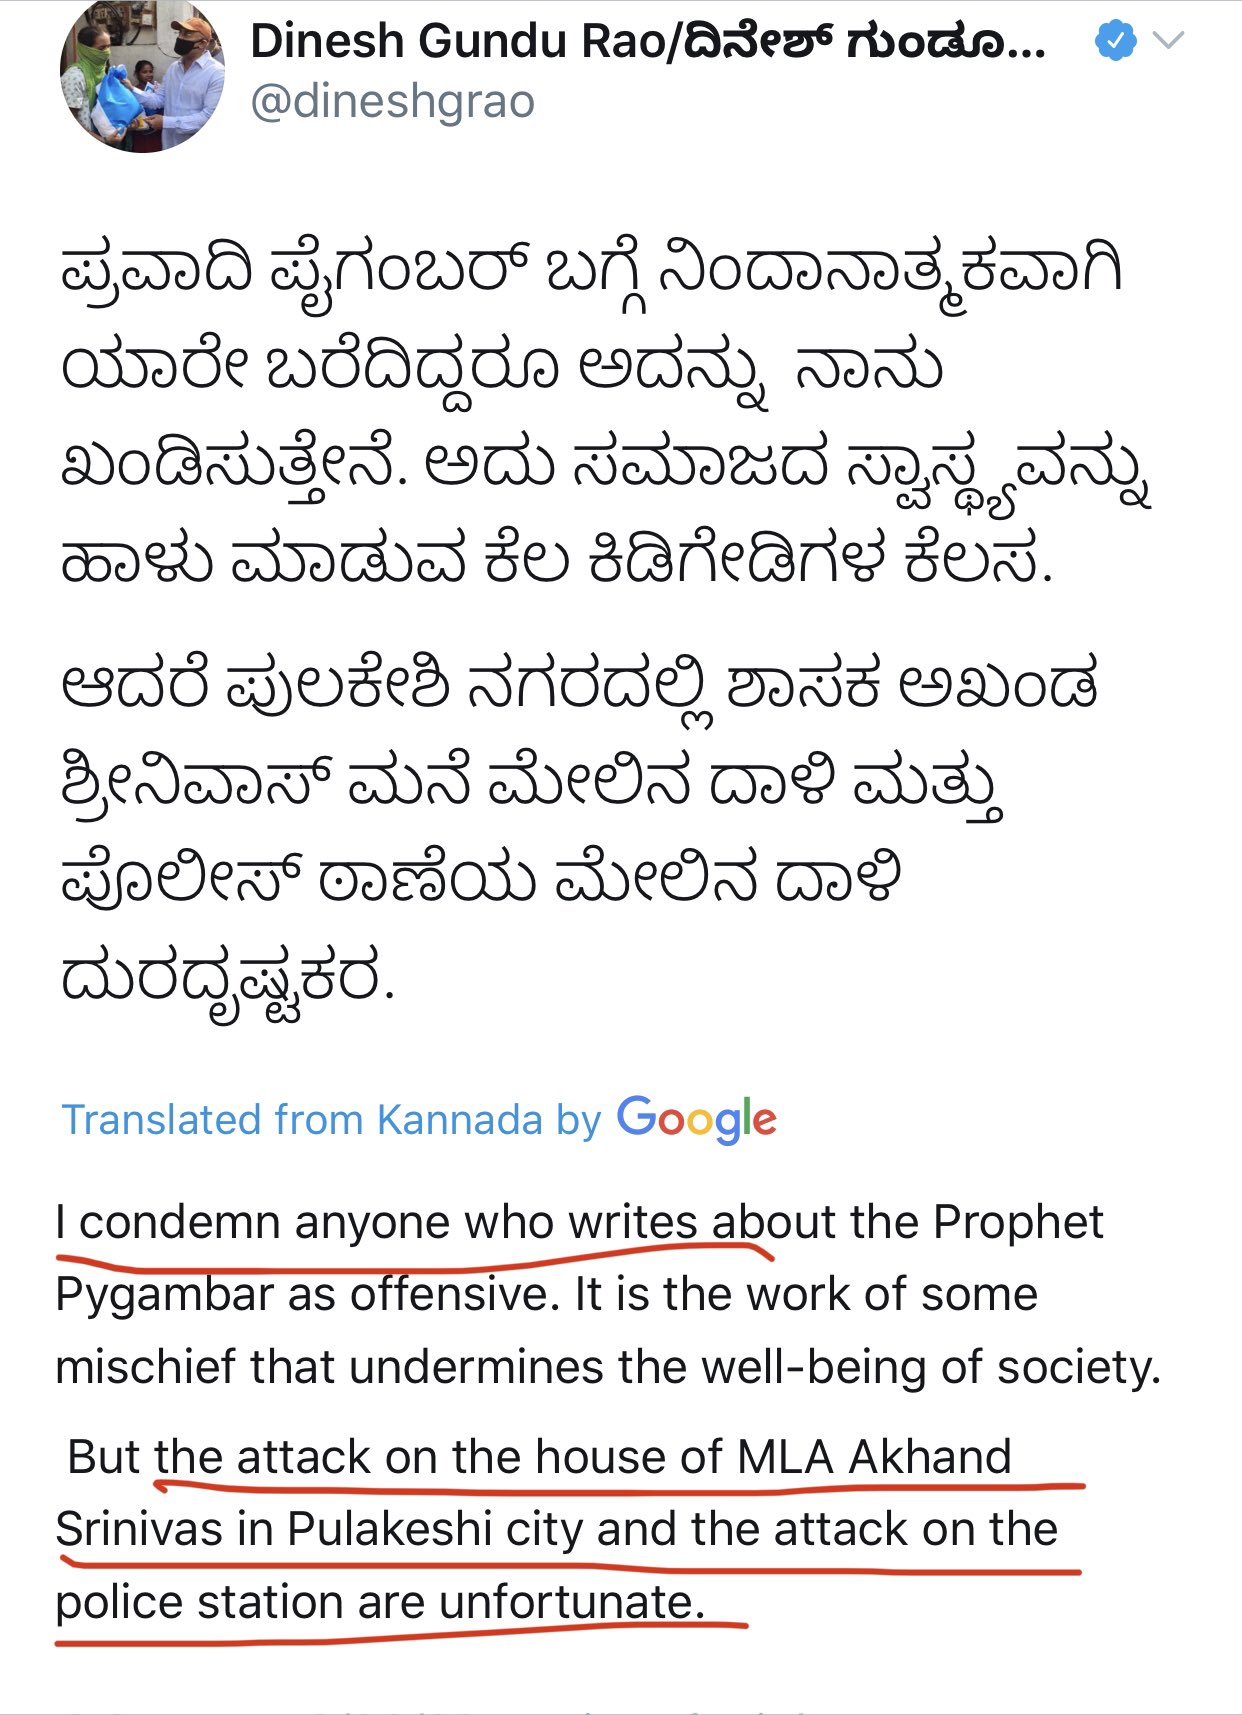 Dinesh Gundu Rao/ದಿನೇಶ್ ಗುಂಡೂ...
@dineshgrao
ಪ್ರವಾದಿ ಪೈಗಂಬರ್ ಬಗ್ಗೆ ನಿಂದಾನಾತ್ಮಕವಾಗಿ
ಯಾರೇ ಬರೆದಿದ್ದರೂ ಅದನ್ನು ನಾನು
ಖಂಡಿಸುತ್ತೇನೆ. ಅದು ಸಮಾಜದ ಸ್ವಾಸ್ಥ್ಯವನ್ನು
ಹಾಳು ಮಾಡುವ ಕೆಲ ಕಿಡಿಗೇಡಿಗಳ ಕೆಲಸ.
ಆದರೆ ಪುಲಕೇಶಿ ನಗರದಲ್ಲಿ ಶಾಸಕ ಅಖಂಡ
ಶ್ರೀನಿವಾಸ್ ಮನೆ ಮೇಲಿನ ದಾಳಿ ಮತ್ತು
ಪೊಲೀಸ್ ಠಾಣೆಯ ಮೇಲಿನ ದಾಳಿ
ದುರದೃಷ್ಟಕರ.
Translated from Kannada by Google
I condemn anyone who writes about the Prophet
Pygambar as offensive. It is the work of some
mischief that undermines the well-being of society.
But the attack on the house of MLA Akhand
Srinivas in Pulakeshi city and the attack on the
police station are unfortunate.